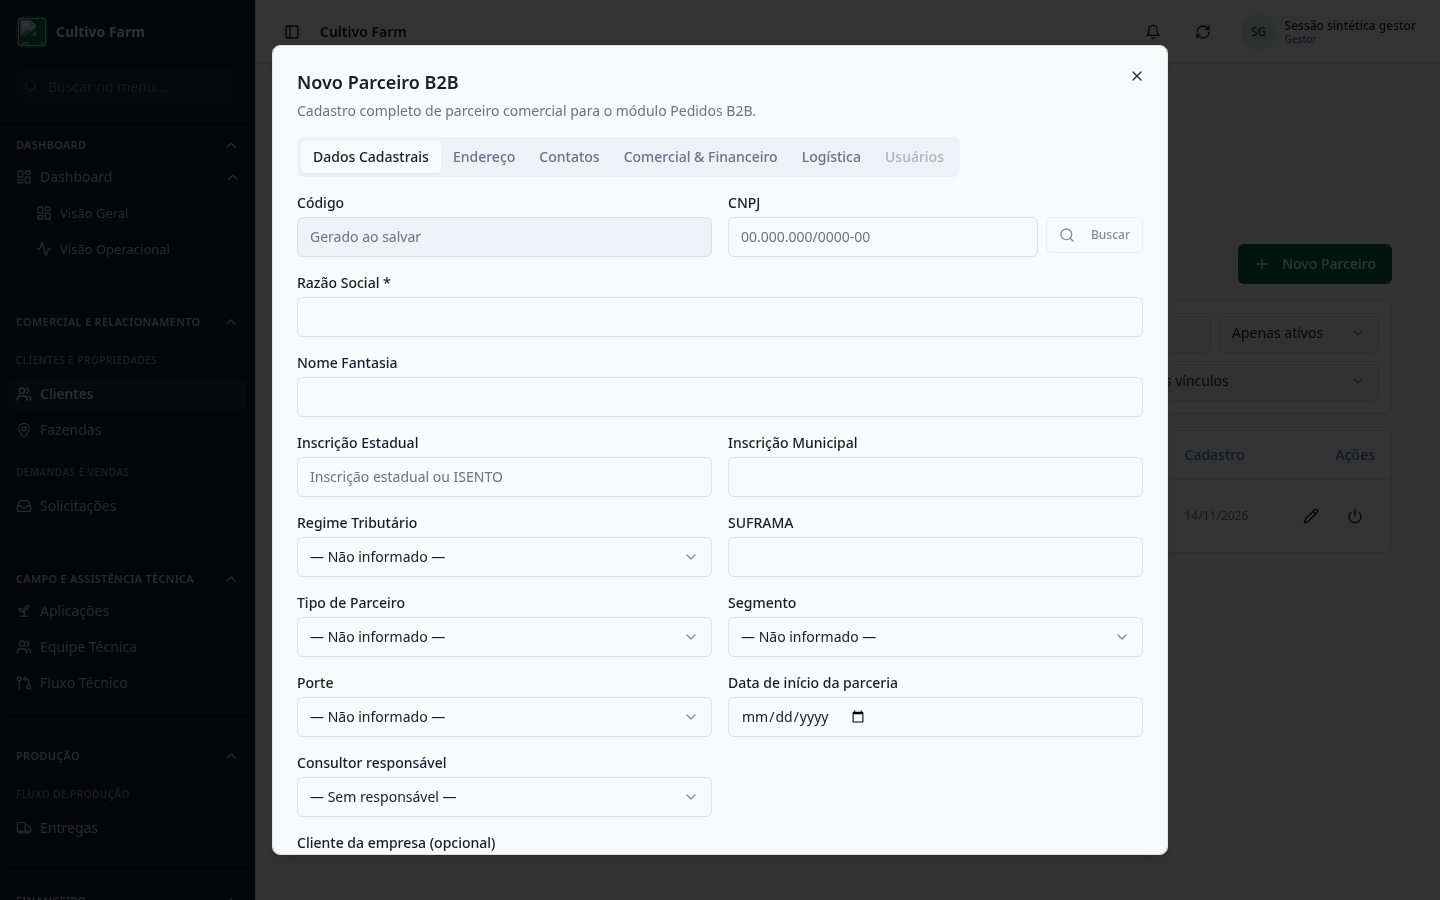 Cultivo Farm
Buscar no menu...
DASHBOARD
Dashboard
Visão Geral
Visão Operacional
COMERCIAL E RELACIONAMENTO
CLIENTES E PROPRIEDADES
Clientes
Fazendas
DEMANDAS E VENDAS
Solicitações
CAMPO E ASSISTÊNCIA TÉCNICA
Aplicações
Equipe Técnica
Fluxo Técnico
PRODUÇÃO
FLUXO DE PRODUÇÃO
Entregas
Cultivo Farm
SG
Sessão sintética gestor
Gestor
Novo Parceiro
Apenas ativos
vínculos
Cadastro Ações
14/11/2026
Novo Parceiro B2B
Cadastro completo de parceiro comercial para o módulo Pedidos B2B.
Dados Cadastrais Endereço Contatos Comercial & Financeiro Logística Usuários
Código CNPJ
Gerado ao salvar 00.000.000/0000-00 Buscar
Razão Social *
Nome Fantasia
Inscrição Estadual Inscrição Municipal
Inscrição estadual ou ISENTO
Regime Tributário SUFRAMA
— Não informado —
Tipo de Parceiro Segmento
— Não informado — — Não informado —
Porte Data de início da parceria
— Não informado — mm/dd/yyyy
Consultor responsável
— Sem responsável —
Cliente da empresa (opcional)